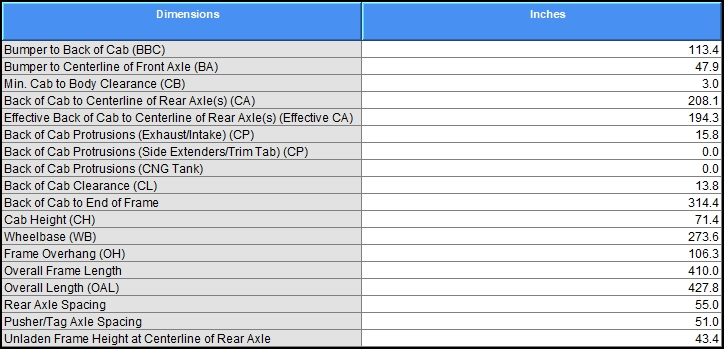 Dimensions Inches
Bumper to Back of Cab (BBC) 113.4
Bumper to Centerline of Front Axle (BA) 47.9
Min. Cab to Body Clearance (CB) 3.0
Back of Cab to Centerline of Rear Axle(s) (CA) 208.1
Effective Back of Cab to Centerline of Rear Axle(s) (Effective CA) 194.3
Back of Cab Protrusions (Exhaust/Intake) (CP) 15.8
Back of Cab Protrusions (Side Extenders/Trim Tab) (CP) 0.0
Back of Cab Protrusions (CNG Tank) 0.0
Back of Cab Clearance (CL) 13.8
Back of Cab to End of Frame 314.4
Cab Height (CH) 71.4
Wheelbase (WB) 273.6
Frame Overhang (OH) 106.3
Overall Frame Length 410.0
Overall Length (OAL) 427.8
Rear Axle Spacing 55.0
Pusher/Tag Axle Spacing 51.0
Unladen Frame Height at Centerline of Rear Axle 43.4